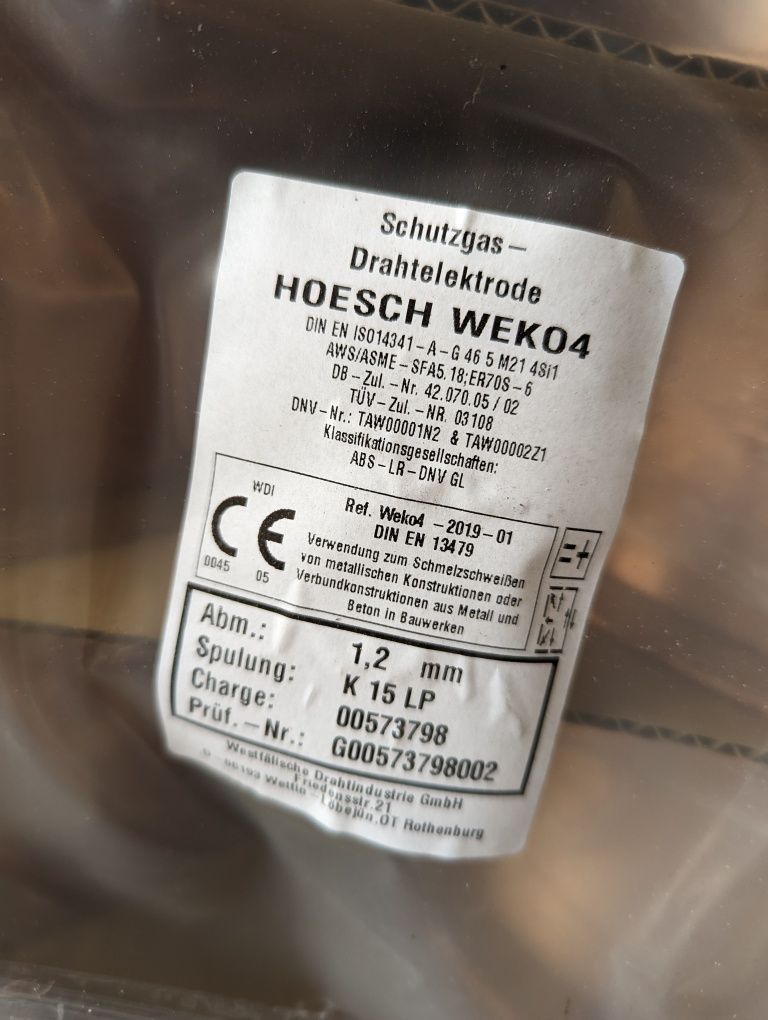 Schutzgas-
Drahtelektrode
HOESCH WEKO4
DIN EN ISO14341-A-G 46 5 M21 4Si1
AWS/ASME-SFA5.18;ER70S-6
DB-Zul.-Nr. 42.070.05/02
TÜV-Zul.-NR. 03108
DNV-Nr.: TAW00001N2 & TAW00002Z1
Klassifikationsgesellschaften:
ABS-LR-DNV GL
WDI
CE
0045 05
Ref. Weko4 -2019-01
DIN EN 13479
Verwendung zum Schmelzschweißen
von metallischen Konstruktionen oder
Verbundkonstruktionen aus Metall und
Beton in Bauwerken
=+
Abm.: 1,2 mm
Spulung: K 15 LP
Charge: 00573798
Prüf.-Nr.: G00573798002
Westfälische Drahtindustrie GmbH
Friedensstr.21
Wettin-Löbejün,OT Rothenburg